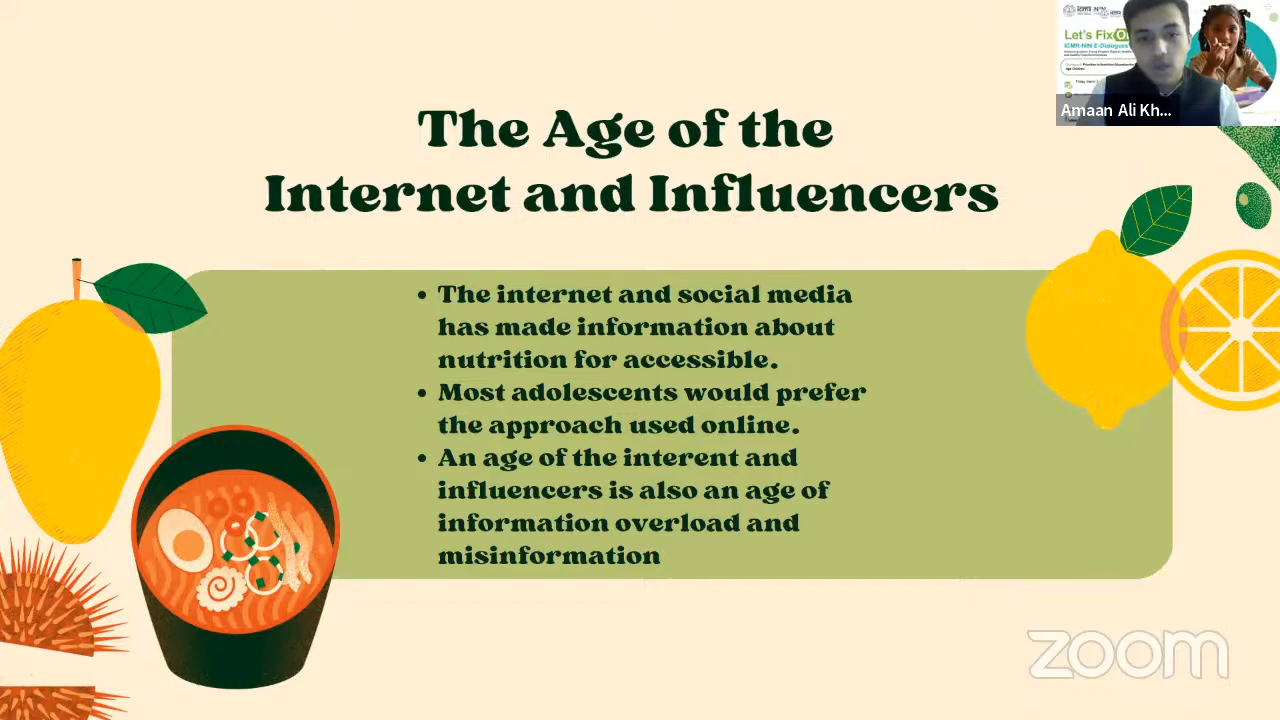 Let's Fix
ICMR-NIN E-Dialogues
Amaan Ali Kh...
The Age of the
Internet and Influencers
• The internet and social media
has made information about
nutrition for accessible.
• Most adolescents would prefer
the approach used online.
• An age of the interent and
influencers is also an age of
information overload and
misinformation
zoom